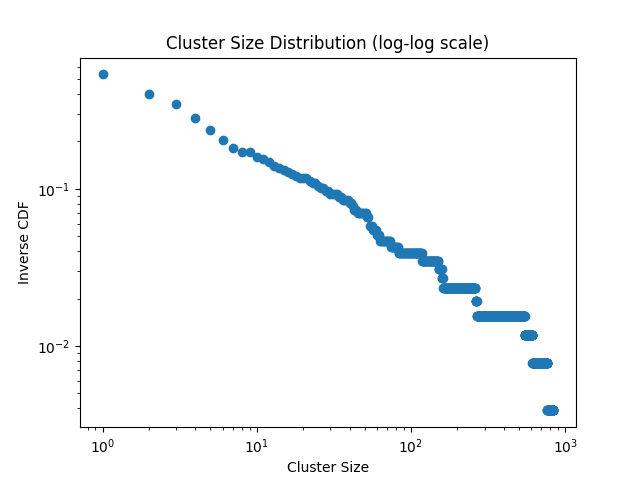 Cluster Size Distribution (log-log scale)
Inverse CDF
10⁻¹
10⁻²
10⁰ 10¹ 10² 10³
Cluster Size